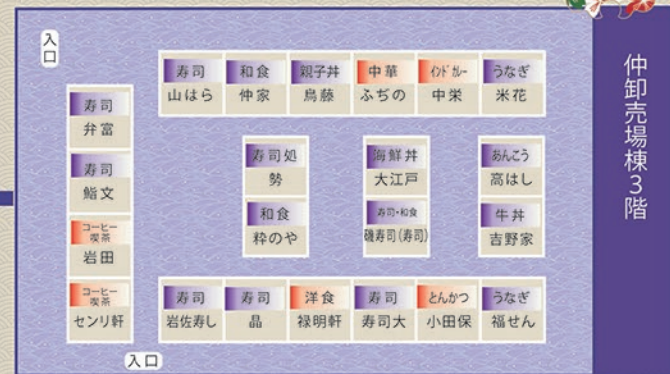 仲卸売場棟3階
入口
寿司
山はら
和食
仲家
親子丼
鳥藤
中華
ふぢの
インドカレー
中栄
うなぎ
米花
寿司
弁富
寿司
鮨文
コーヒー
喫茶
岩田
コーヒー
喫茶
センリ軒
寿司処
勢
和食
粋のや
海鮮丼
大江戸
寿司・和食
磯寿司(寿司)
あんこう
高はし
牛丼
吉野家
寿司
岩佐寿し
寿司
晶
洋食
禄明軒
寿司
寿司大
とんかつ
小田保
うなぎ
福せん
入口